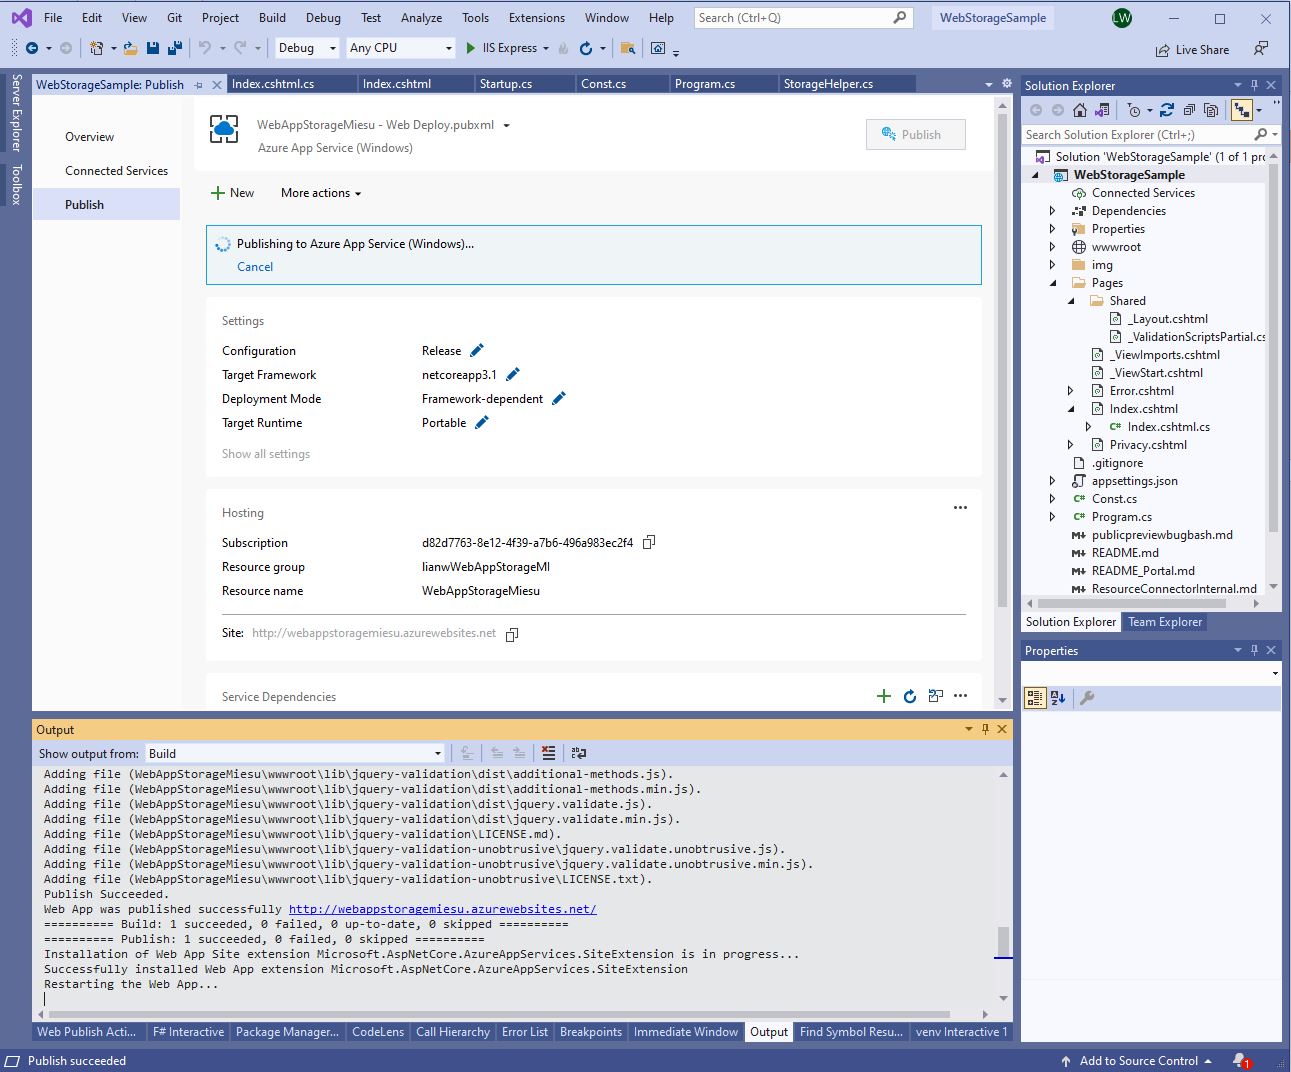 File Edit View Git Project Build Debug Test Analyze Tools Extensions Window Help Search (Ctrl+Q) WebStorageSample LW
Debug Any CPU IIS Express Live Share
Server Explorer
Toolbox
WebStorageSample: Publish Index.cshtml.cs Index.cshtml Startup.cs Const.cs Program.cs StorageHelper.cs
Overview
Connected Services
Publish
WebAppStorageMiesu - Web Deploy.pubxml
Azure App Service (Windows)
Publish
New More actions
Publishing to Azure App Service (Windows)...
Cancel
Settings
Configuration Release
Target Framework netcoreapp3.1
Deployment Mode Framework-dependent
Target Runtime Portable
Show all settings
Hosting
Subscription d82d7763-8e12-4f39-a7b6-496a983ec2f4
Resource group lianwWebAppStorageMI
Resource name WebAppStorageMiesu
Site: http://webappstoragemiesu.azurewebsites.net
Service Dependencies
Solution Explorer
Search Solution Explorer (Ctrl+;)
Solution 'WebStorageSample' (1 of 1 pr
WebStorageSample
Connected Services
Dependencies
Properties
wwwroot
img
Pages
Shared
_Layout.cshtml
_ValidationScriptsPartial.cs
_ViewImports.cshtml
_ViewStart.cshtml
Error.cshtml
Index.cshtml
C# Index.cshtml.cs
Privacy.cshtml
.gitignore
appsettings.json
C# Const.cs
C# Program.cs
M↓ publicpreviewbugbash.md
M↓ README.md
M↓ README_Portal.md
M↓ ResourceConnectorInternal.md
Solution Explorer Team Explorer
Properties
Output
Show output from: Build
Adding file (WebAppStorageMiesu\wwwroot\lib\jquery-validation\dist\additional-methods.js).
Adding file (WebAppStorageMiesu\wwwroot\lib\jquery-validation\dist\additional-methods.min.js).
Adding file (WebAppStorageMiesu\wwwroot\lib\jquery-validation\dist\jquery.validate.js).
Adding file (WebAppStorageMiesu\wwwroot\lib\jquery-validation\dist\jquery.validate.min.js).
Adding file (WebAppStorageMiesu\wwwroot\lib\jquery-validation\LICENSE.md).
Adding file (WebAppStorageMiesu\wwwroot\lib\jquery-validation-unobtrusive\jquery.validate.unobtrusive.js).
Adding file (WebAppStorageMiesu\wwwroot\lib\jquery-validation-unobtrusive\jquery.validate.unobtrusive.min.js).
Adding file (WebAppStorageMiesu\wwwroot\lib\jquery-validation-unobtrusive\LICENSE.txt).
Publish Succeeded.
Web App was published successfully http://webappstoragemiesu.azurewebsites.net/
========== Build: 1 succeeded, 0 failed, 0 up-to-date, 0 skipped ==========
========== Publish: 1 succeeded, 0 failed, 0 skipped ==========
Installation of Web App Site extension Microsoft.AspNetCore.AzureAppServices.SiteExtension is in progress...
Successfully installed Web App extension Microsoft.AspNetCore.AzureAppServices.SiteExtension
Restarting the Web App...
Web Publish Acti... F# Interactive Package Manager... CodeLens Call Hierarchy Error List Breakpoints Immediate Window Output Find Symbol Resu... venv Interactive 1
Publish succeeded Add to Source Control 1